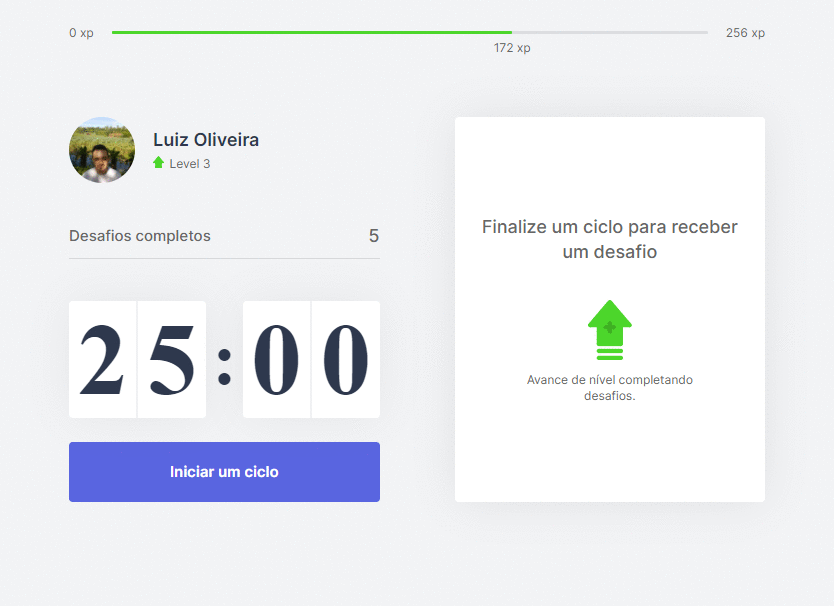 0 xp
256 xp
172 xp
Luiz Oliveira
Level 3
Desafios completos 5
25:00
Iniciar um ciclo
Finalize um ciclo para receber
um desafio
Avance de nível completando
desafios.